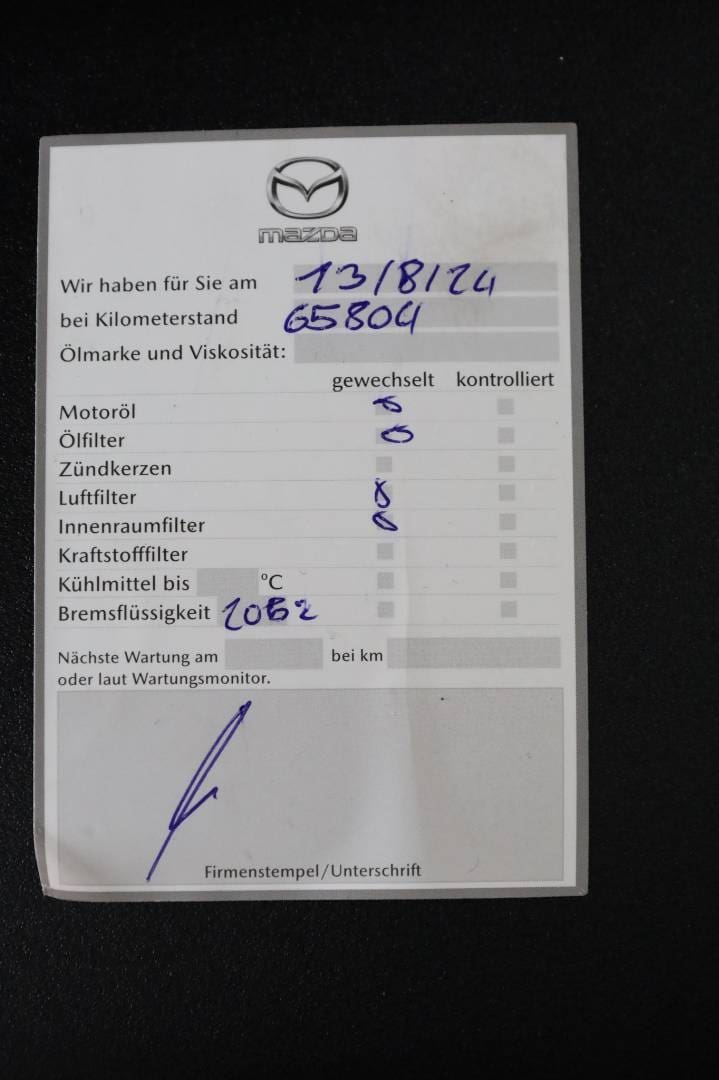 mazda
Wir haben für Sie am 13/8/24
bei Kilometerstand 65804
Ölmarke und Viskosität:
gewechselt kontrolliert
Motoröl
Ölfilter
Zündkerzen
Luftfilter
Innenraumfilter
Kraftstofffilter
Kühlmittel bis °C
Bremsflüssigkeit
Nächste Wartung am bei km
oder laut Wartungsmonitor.
Firmenstempel/Unterschrift